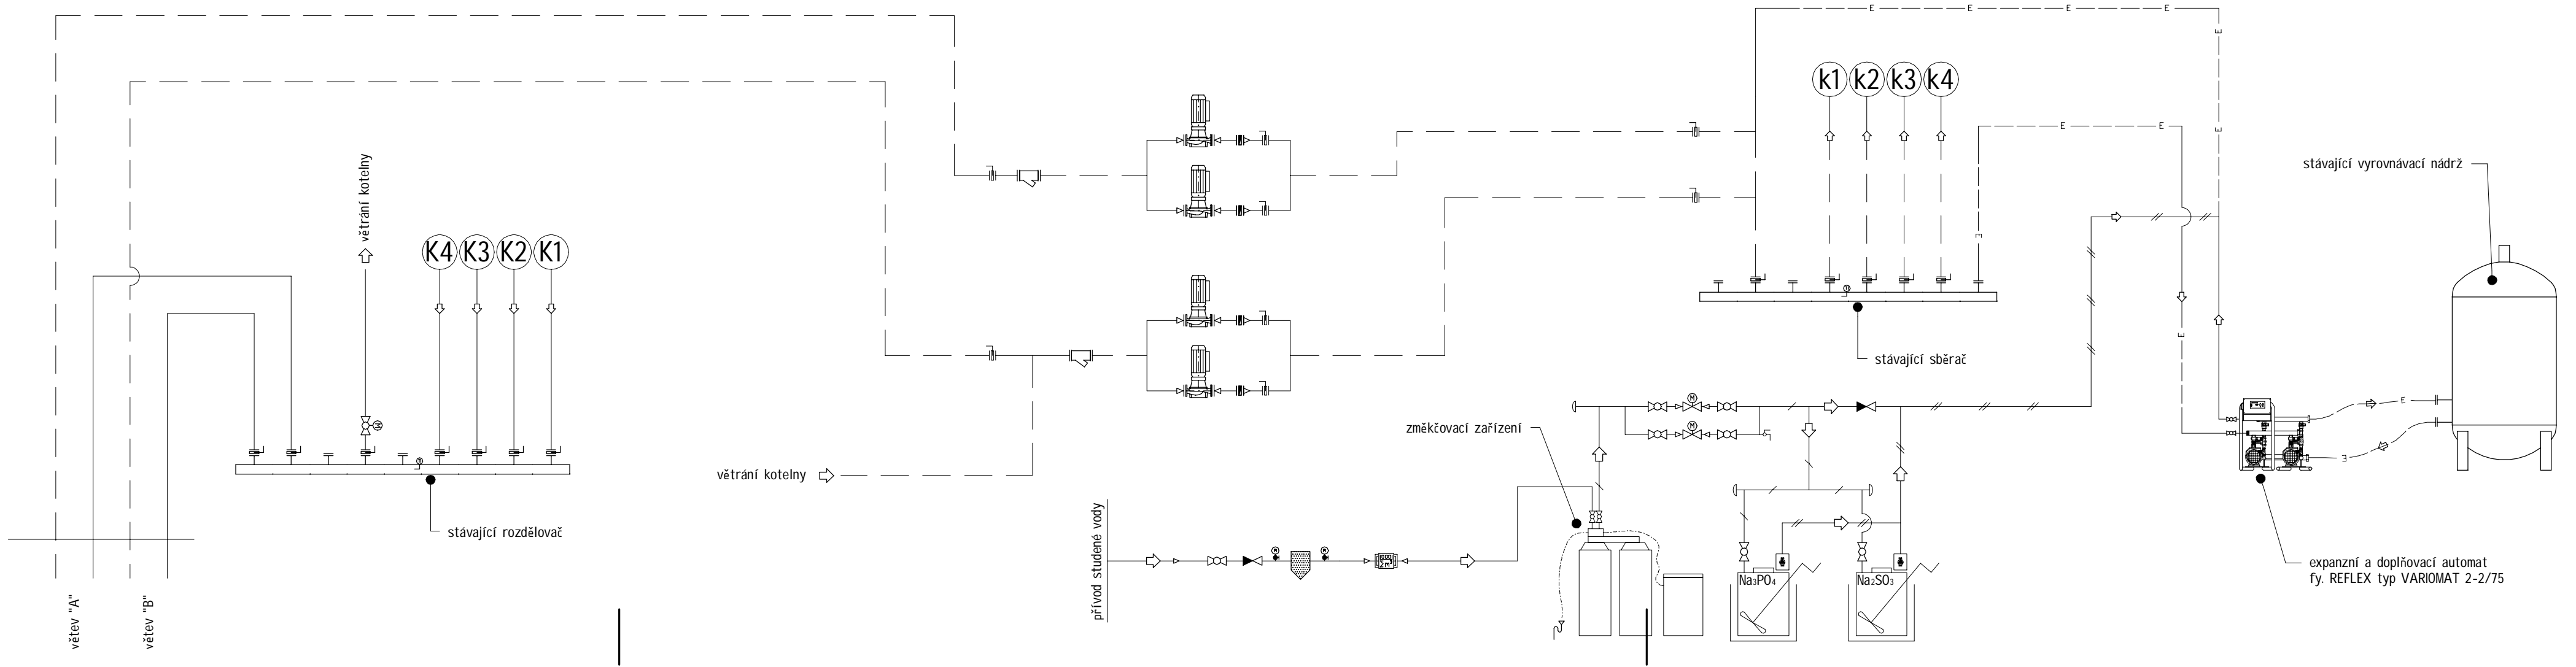 E E E E
E
k1 k2 k3 k4
E E
E
stávající vyrovnávací nádrž
větrání kotelny
E
K4 K3 K2 K1
E
stávající sběrač
M
E
M
změkčovací zařízení
M
M
větrání kotelny
E
stávající rozdělovač
přívod studené vody
M M
expanzní a doplňovací automat
fy. REFLEX typ VARIOMAT 2-2/75
Na₃PO₄ Na₂SO₃
větev "A" větev "B"